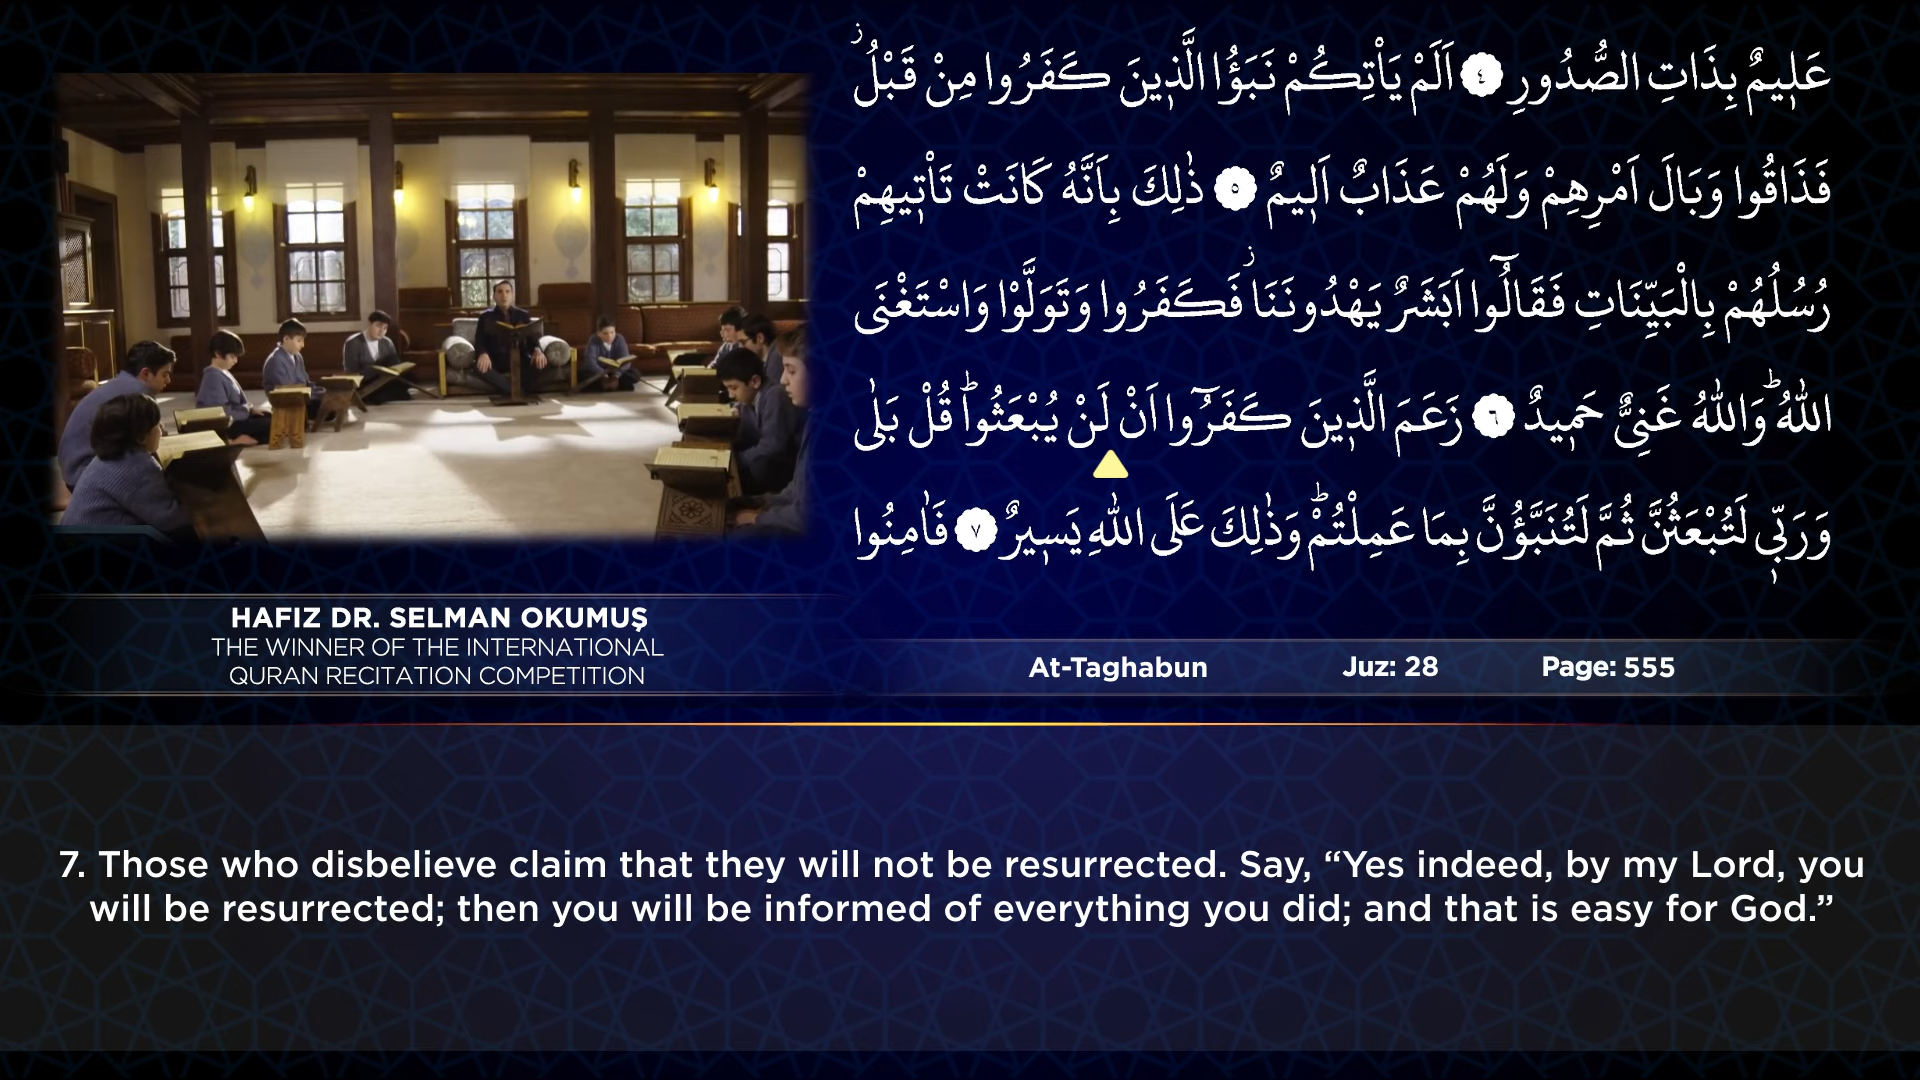 عَلٖيمٌ بِذَاتِ الصُّدُورِ ﴿٤﴾ اَلَمْ يَاْتِكُمْ نَبَؤُا الَّذٖينَ كَفَرُوا مِنْ قَبْلُؗ
فَذَاقُوا وَبَالَ اَمْرِهِمْ وَلَهُمْ عَذَابٌ اَلٖيمٌ ﴿٥﴾ ذٰلِكَ بِاَنَّهُ كَانَتْ تَاْتٖيهِمْ
رُسُلُهُمْ بِالْبَيِّنَاتِ فَقَالُٓوا اَبَشَرٌ يَهْدُونَنَاؗ فَكَفَرُوا وَتَوَلَّوْا وَاسْتَغْنَى
اللّٰهُؕ وَاللّٰهُ غَنِىٌّ حَمٖيدٌ ﴿٦﴾ زَعَمَ الَّذٖينَ كَفَرُٓوا اَنْ لَنْ يُبْعَثُواؕ قُلْ بَلٰى
وَرَبّٖى لَتُبْعَثُنَّ ثُمَّ لَتُنَبَّؤُنَّ بِمَا عَمِلْتُمْؕ وَذٰلِكَ عَلَى اللّٰهِ يَسٖيرٌ ﴿٧﴾ فَاٰمِنُوا
HAFIZ DR. SELMAN OKUMUŞ
THE WINNER OF THE INTERNATIONAL
QURAN RECITATION COMPETITION
At-Taghabun Juz: 28 Page: 555
7. Those who disbelieve claim that they will not be resurrected. Say, “Yes indeed, by my Lord, you
will be resurrected; then you will be informed of everything you did; and that is easy for God.”